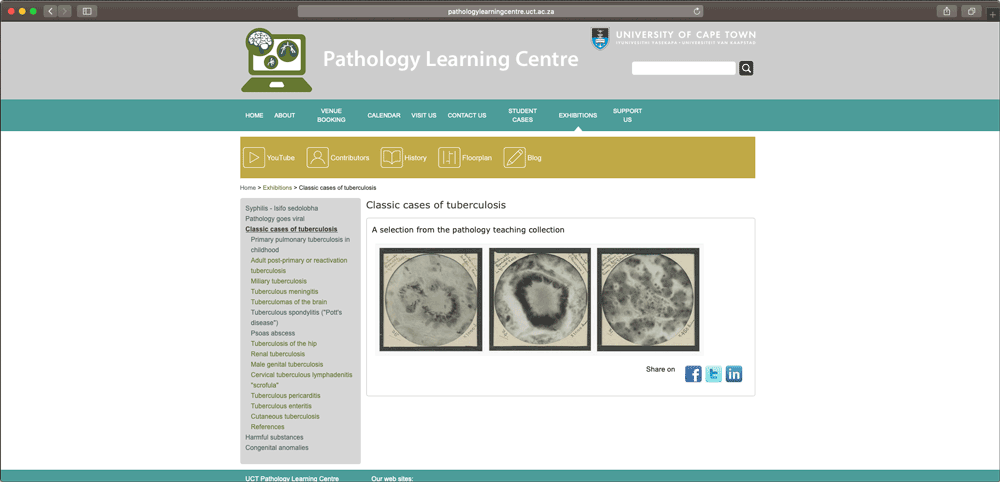 pathologylearningcentre.uct.ac.za
Pathology Learning Centre
UNIVERSITY OF CAPE TOWN
HOME
ABOUT
VENUE
BOOKING
CALENDAR
VISIT US
CONTACT US
STUDENT
CASES
EXHIBITIONS
SUPPORT
US
YouTube
Contributors
History
Floorplan
Blog
Home > Exhibitions > Classic cases of tuberculosis
Syphilis - Isifo sedolobha
Pathology goes viral
Classic cases of tuberculosis
Primary pulmonary tuberculosis in
childhood
Adult post-primary or reactivation
tuberculosis
Miliary tuberculosis
Tuberculous meningitis
Tuberculomas of the brain
Tuberculous spondylitis ("Pott's
disease")
Psoas abscess
Tuberculosis of the hip
Renal tuberculosis
Male genital tuberculosis
Cervical tuberculous lymphadenitis
"scrofula"
Tuberculous pericarditis
Tuberculous enteritis
Cutaneous tuberculosis
References
Harmful substances
Congenital anomalies
Classic cases of tuberculosis
A selection from the pathology teaching collection
Share on
UCT Pathology Learning Centre
Our web sites: